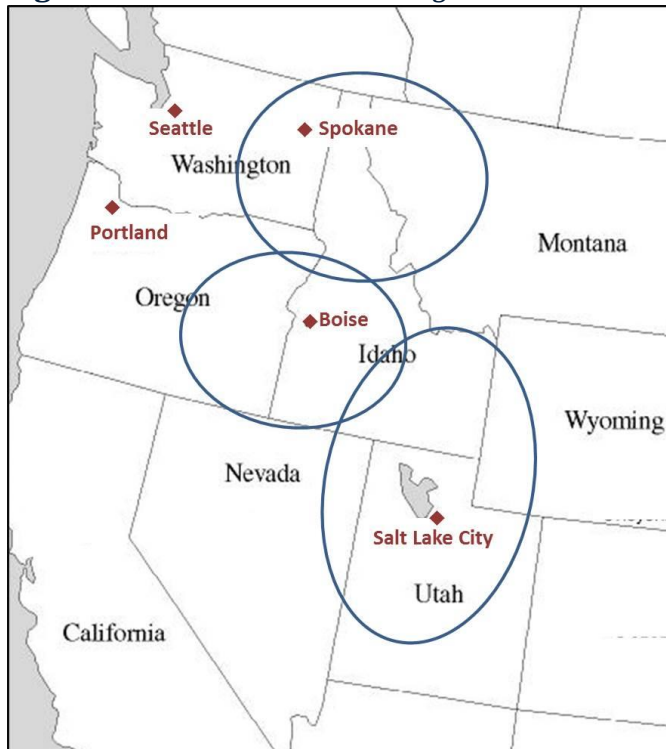 Seattle
Spokane
Washington
Portland
Montana
Oregon
Boise
Idaho
Wyoming
Nevada
Salt Lake City
Utah
California